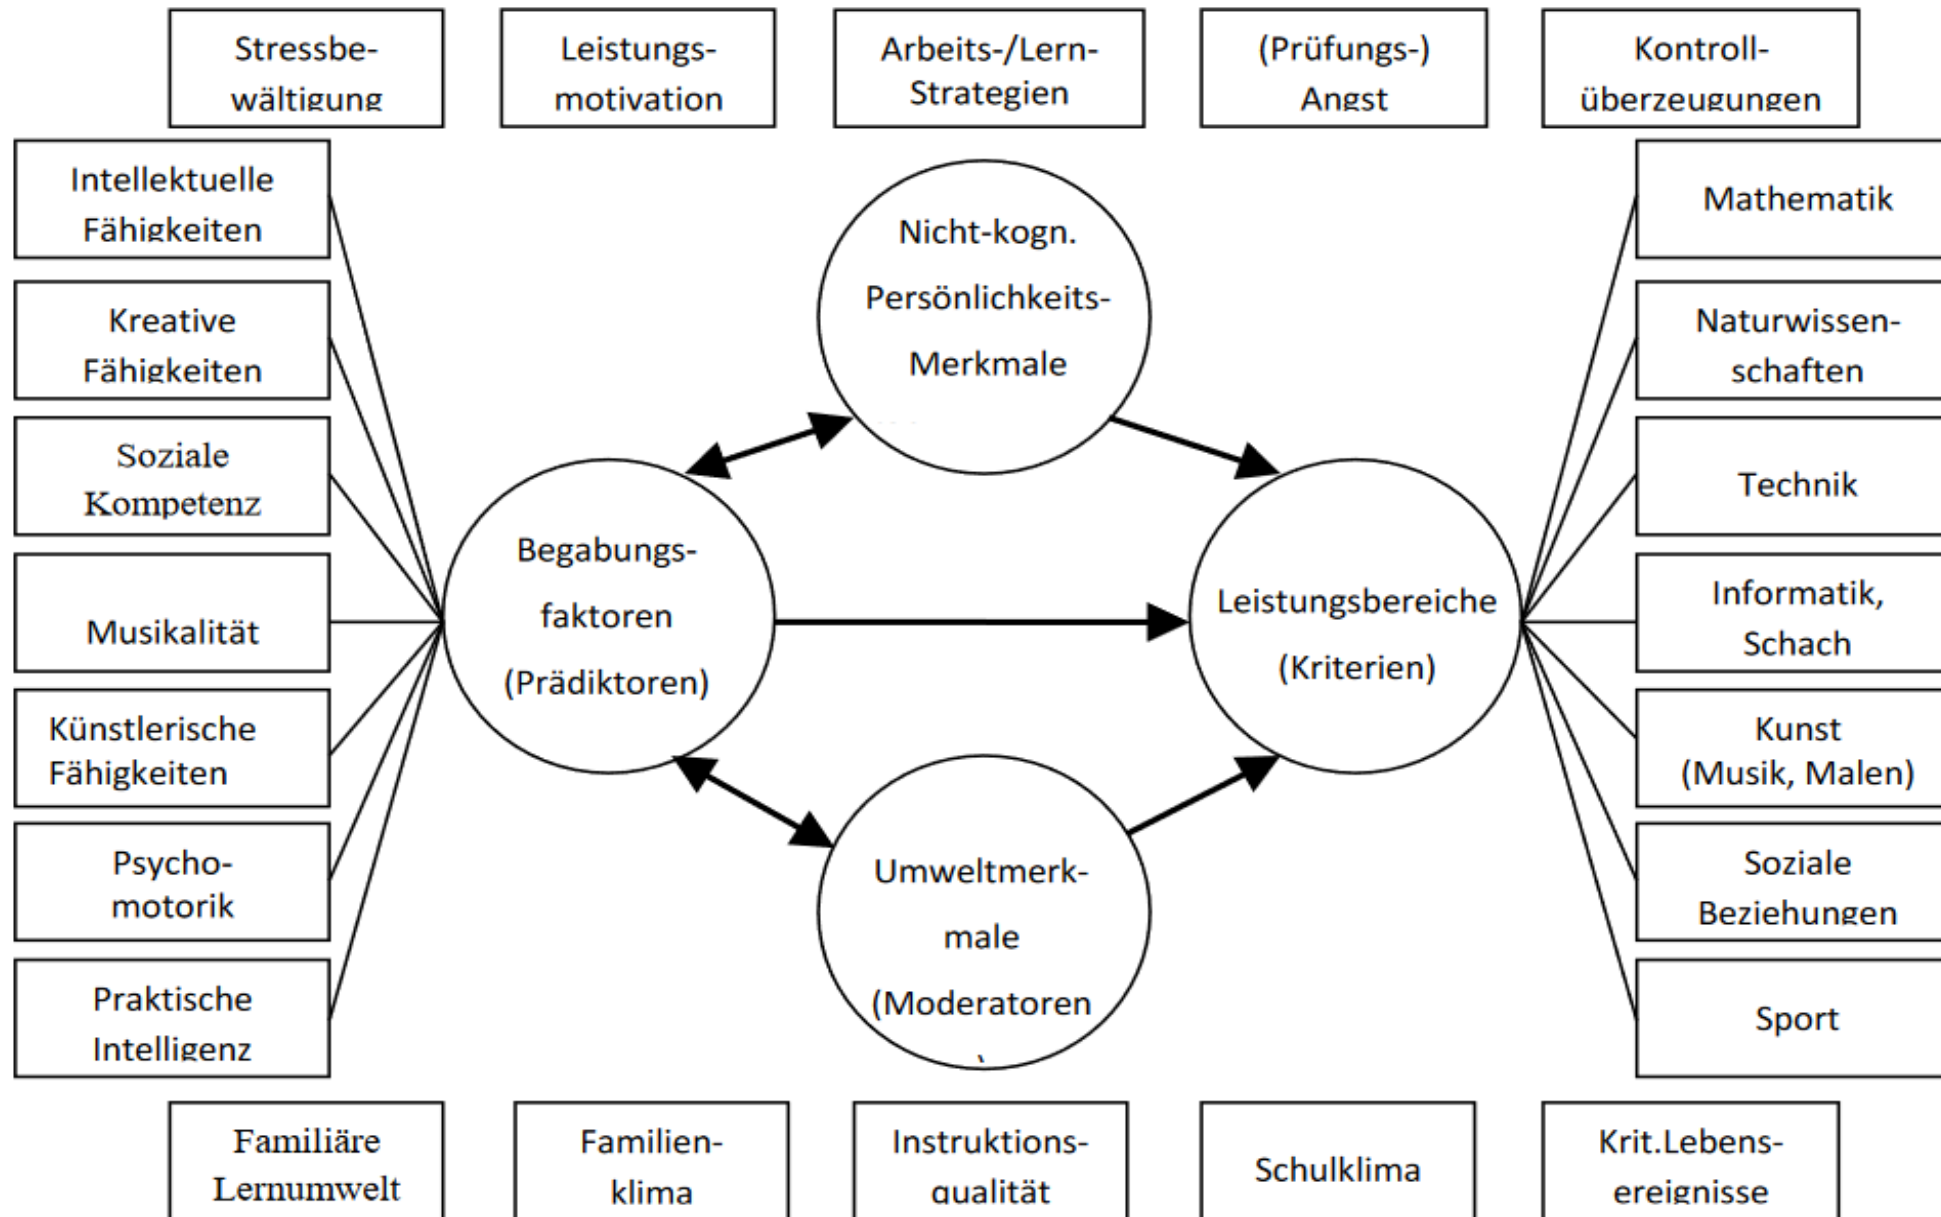 Stressbe-
wältigung
Leistungs-
motivation
Arbeits-/Lern-
Strategien
(Prüfungs-)
Angst
Kontroll-
überzeugungen
Intellektuelle
Fähigkeiten
Kreative
Fähigkeiten
Soziale
Kompetenz
Musikalität
Künstlerische
Fähigkeiten
Psycho-
motorik
Praktische
Intelligenz
Nicht-kogn.
Persönlichkeits-
Merkmale
Begabungs-
faktoren
(Prädiktoren)
Leistungsbereiche
(Kriterien)
Umweltmerk-
male
(Moderatoren
)
Mathematik
Naturwissen-
schaften
Technik
Informatik,
Schach
Kunst
(Musik, Malen)
Soziale
Beziehungen
Sport
Familiäre
Lernumwelt
Familien-
klima
Instruktions-
qualität
Schulklima
Krit.Lebens-
ereignisse